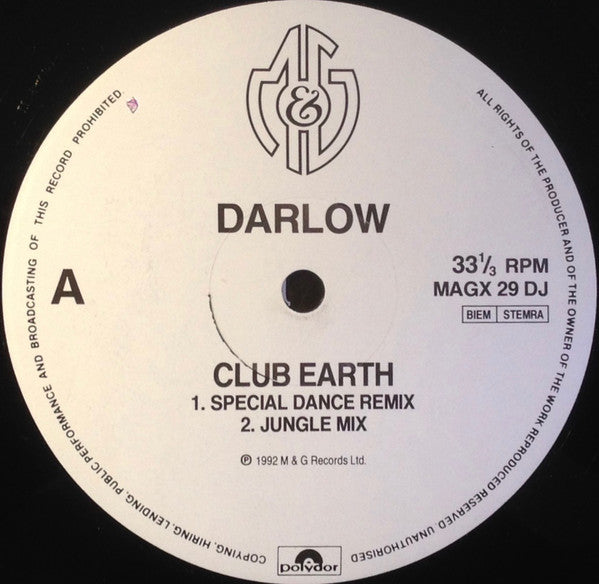 M&G
DARLOW
A
33⅓ RPM
MAGX 29 DJ
BIEM STEMRA
CLUB EARTH
1. SPECIAL DANCE REMIX
2. JUNGLE MIX
℗ 1992 M & G Records Ltd.
polydor
ALL RIGHTS OF THE PRODUCER AND OF THE OWNER OF THE WORK REPRODUCED RESERVED. UNAUTHORISED COPYING, HIRING, LENDING, PUBLIC PERFORMANCE AND BROADCASTING OF THIS RECORD PROHIBITED.